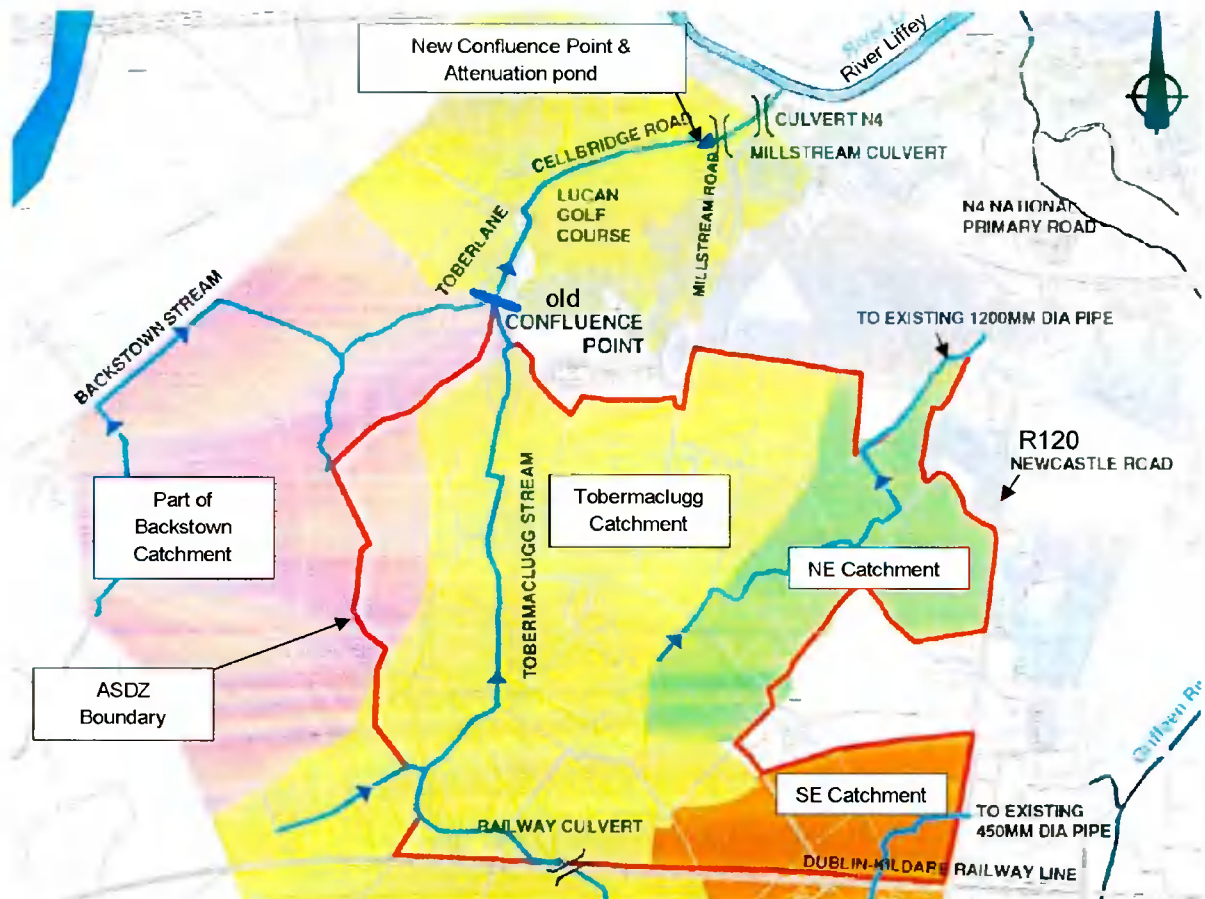 New Confluence Point &
Attenuation pond
River Liffey
CULVERT N4
MILLSTREAM CULVERT
CELLBRIDGE ROAD
MILLSTREAM ROAD
LUCAN
GOLF
COURSE
TOBERLANE
N4 NATIONAL
PRIMARY ROAD
BACKSTOWN STREAM
old
CONFLUENCE
POINT
TO EXISTING 1200MM DIA PIPE
R120
NEWCASTLE ROAD
Part of
Backstown
Catchment
TOBERMACLUGG STREAM
Tobermaclugg
Catchment
NE Catchment
ASDZ
Boundary
SE Catchment
TO EXISTING
450MM DIA PIPE
RAILWAY CULVERT
DUBLIN-KILDARE RAILWAY LINE